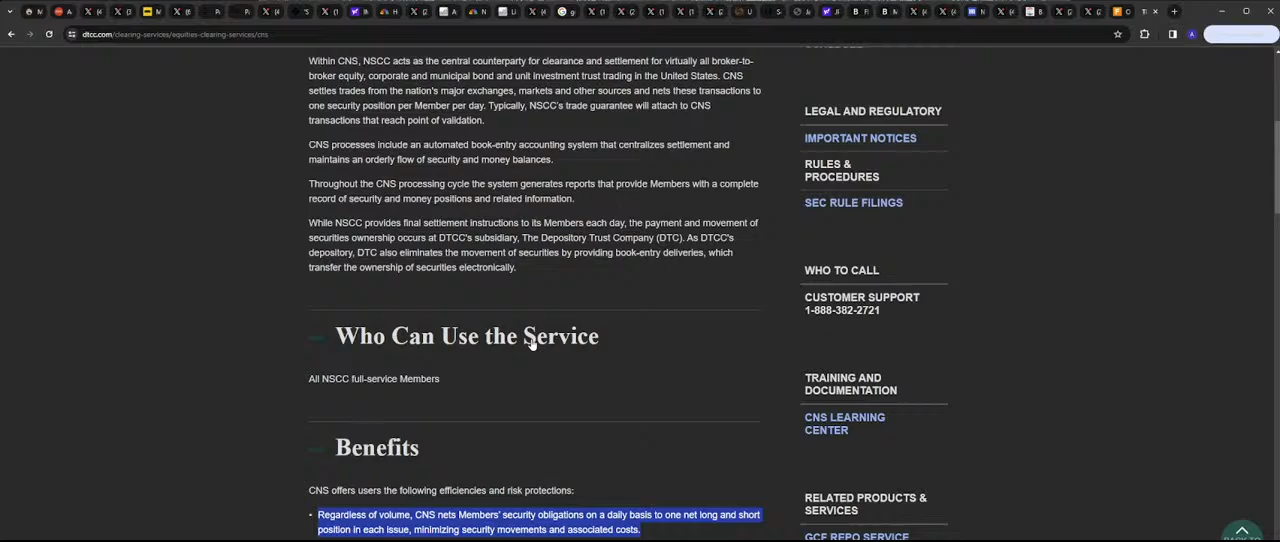 dtcc.com/clearing-services/equities-clearing-services/cns
Within CNS, NSCC acts as the central counterparty for clearance and settlement for virtually all broker-to-
broker equity, corporate and municipal bond and unit investment trust trading in the United States. CNS
settles trades from the nation's major exchanges, markets and other sources and nets these transactions to
one security position per Member per day. Typically, NSCC's trade guarantee will attach to CNS
transactions that reach point of validation.
CNS processes include an automated book-entry accounting system that centralizes settlement and
maintains an orderly flow of security and money balances.
Throughout the CNS processing cycle the system generates reports that provide Members with a complete
record of security and money positions and related information.
While NSCC provides final settlement instructions to its Members each day, the payment and movement of
securities ownership occurs at DTCC's subsidiary, The Depository Trust Company (DTC). As DTCC's
depository, DTC also eliminates the movement of securities by providing book-entry deliveries, which
transfer the ownership of securities electronically.
Who Can Use the Service
All NSCC full-service Members
Benefits
CNS offers users the following efficiencies and risk protections:
• Regardless of volume, CNS nets Members' security obligations on a daily basis to one net long and short
position in each issue, minimizing security movements and associated costs.
LEGAL AND REGULATORY
IMPORTANT NOTICES
RULES &
PROCEDURES
SEC RULE FILINGS
WHO TO CALL
CUSTOMER SUPPORT
1-888-382-2721
TRAINING AND
DOCUMENTATION
CNS LEARNING
CENTER
RELATED PRODUCTS &
SERVICES
GCF REPO SERVICE
BACK TO